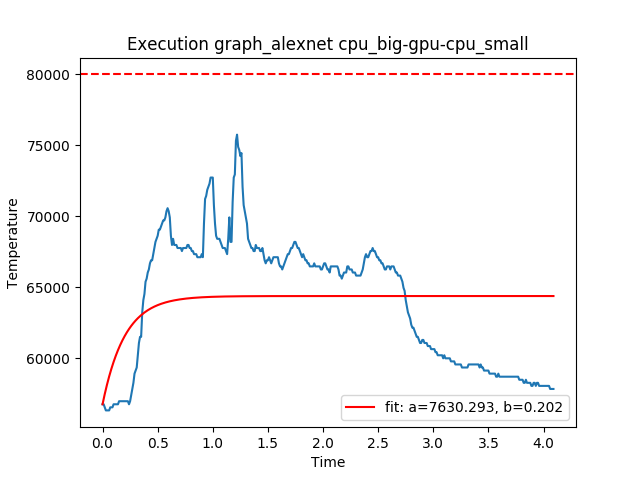 Execution graph_alexnet cpu_big-gpu-cpu_small
80000
75000
70000
65000
60000
Temperature
fit: a=7630.293, b=0.202
0.0 0.5 1.0 1.5 2.0 2.5 3.0 3.5 4.0
Time